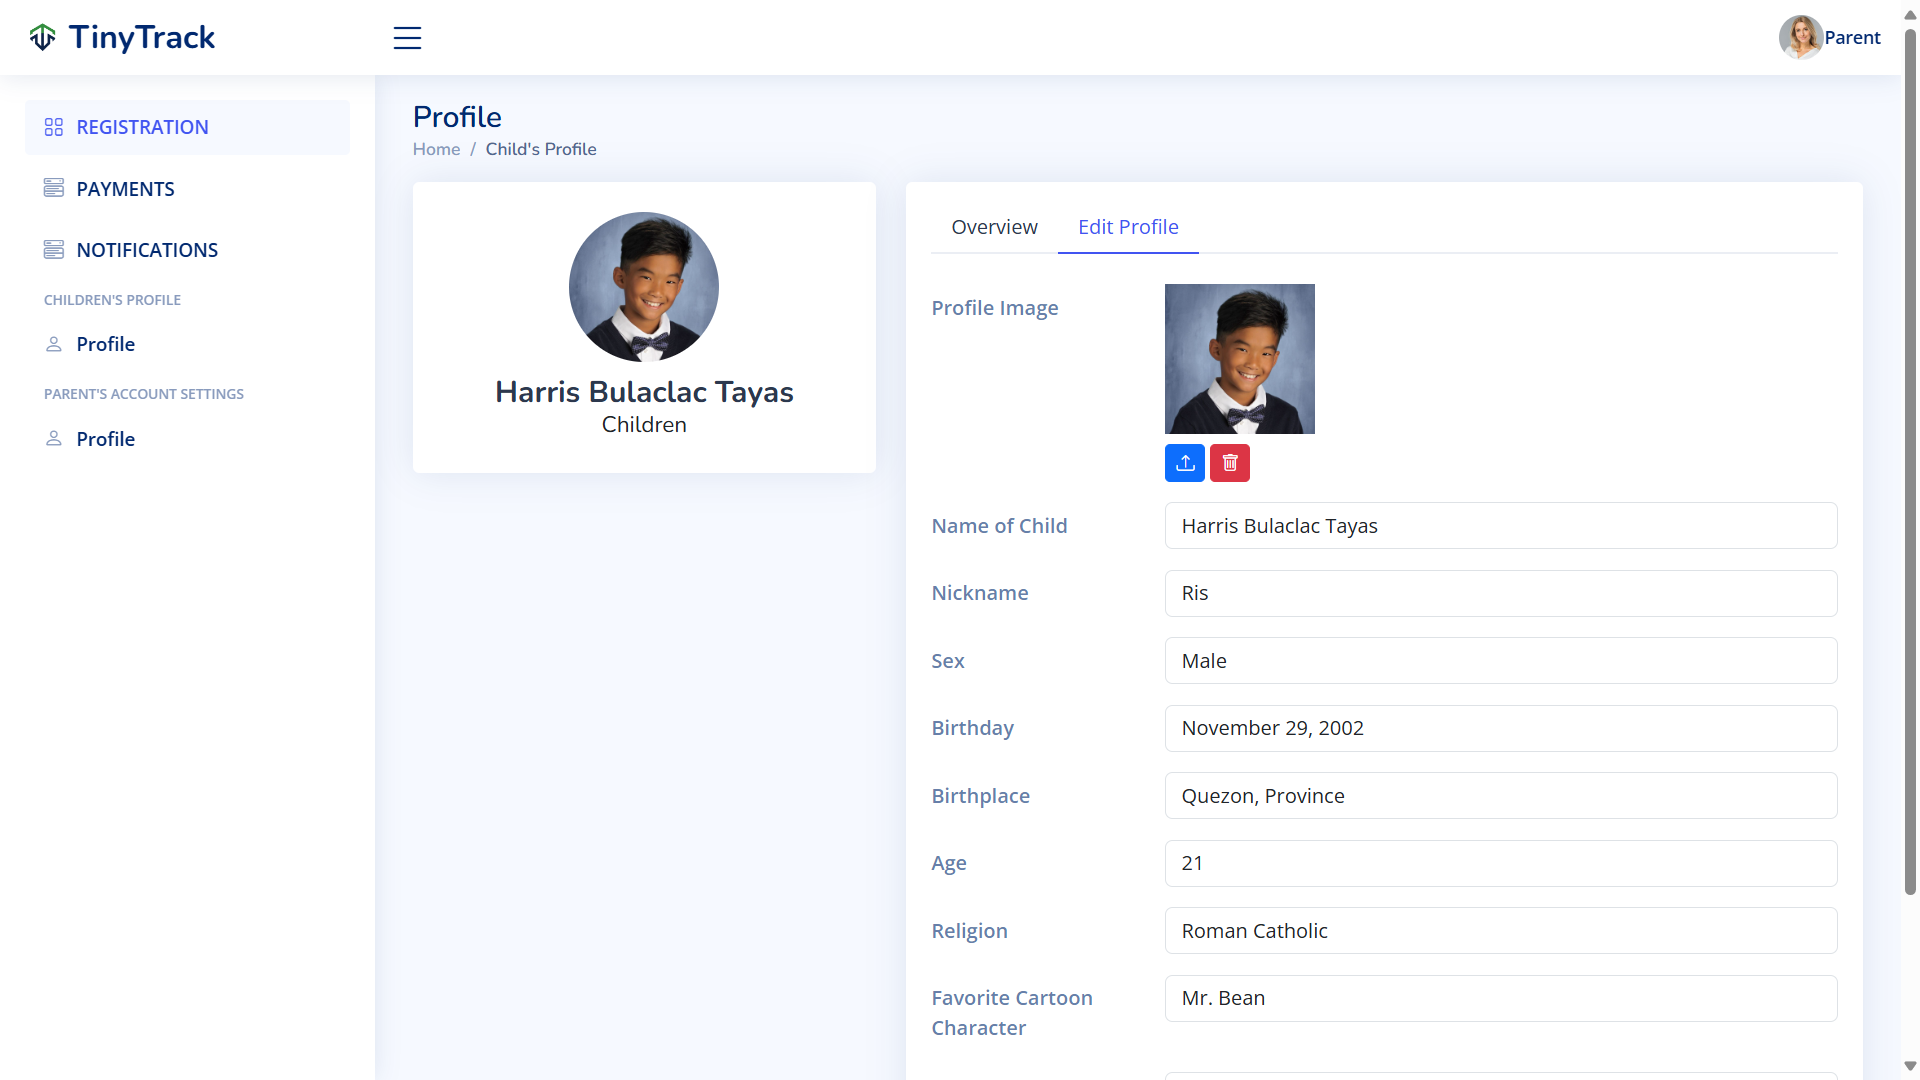 TinyTrack
Parent
REGISTRATION
PAYMENTS
NOTIFICATIONS
CHILDREN'S PROFILE
Profile
PARENT'S ACCOUNT SETTINGS
Profile
Profile
Home / Child's Profile
Harris Bulaclac Tayas
Children
Overview Edit Profile
Profile Image
Name of Child Harris Bulaclac Tayas
Nickname Ris
Sex Male
Birthday November 29, 2002
Birthplace Quezon, Province
Age 21
Religion Roman Catholic
Favorite Cartoon Mr. Bean
Character